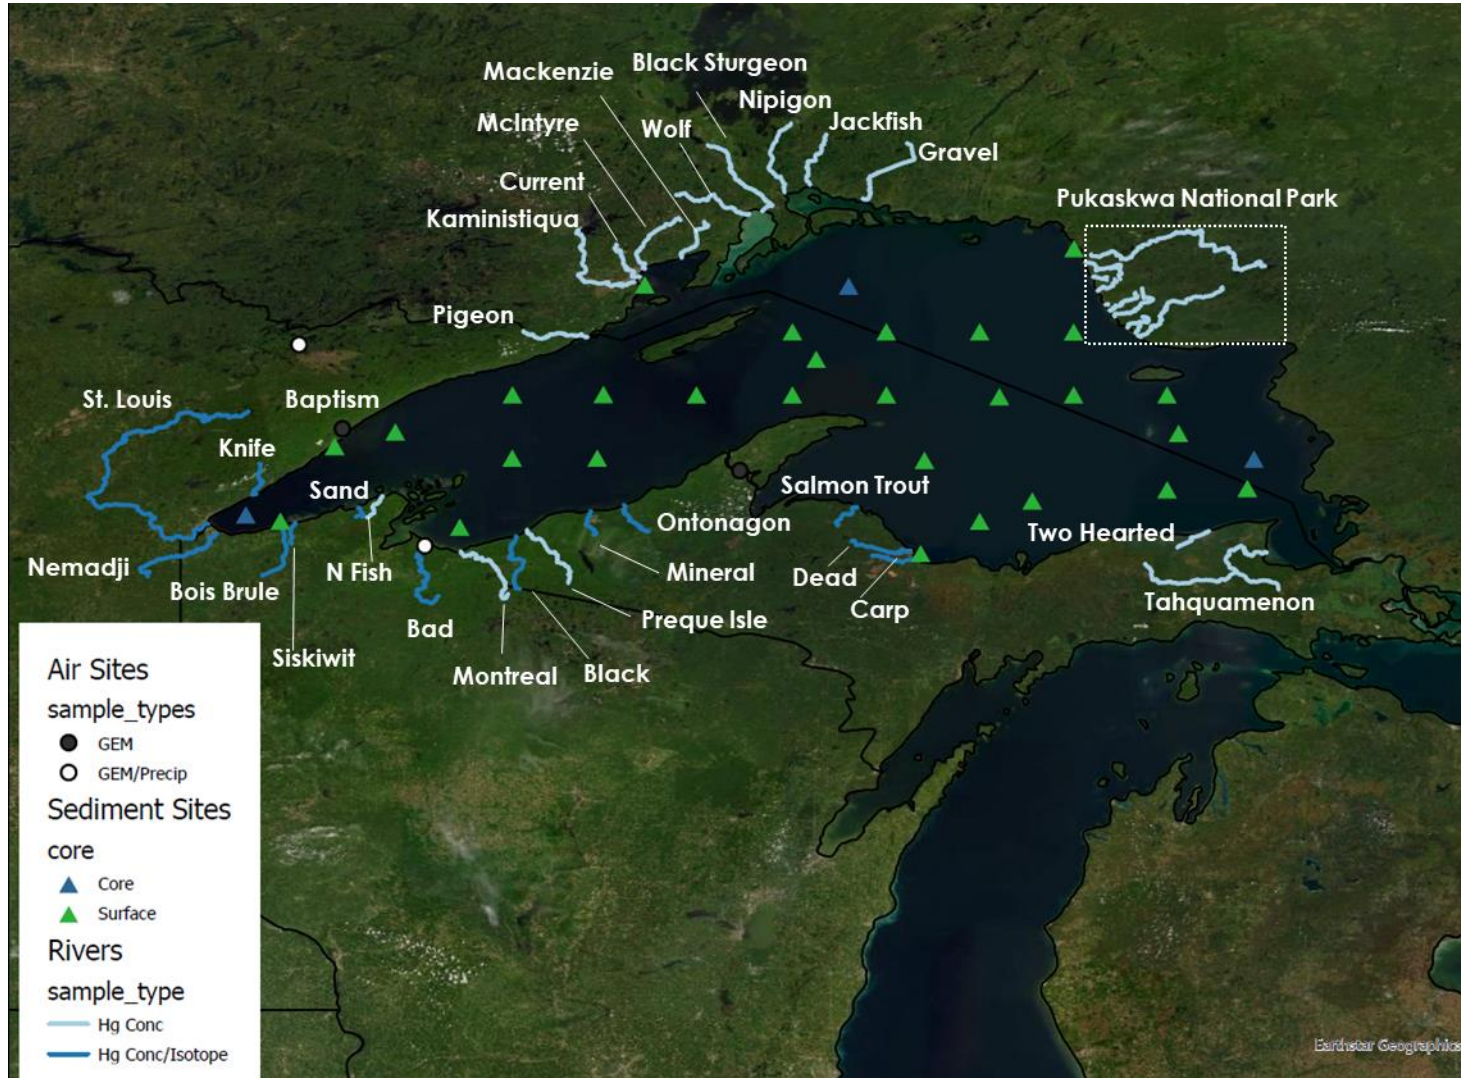 Black Sturgeon
Mackenzie
Nipigon
McIntyre
Wolf
Jackfish
Gravel
Current
Kaministiqua
Pukaskwa National Park
Pigeon
St. Louis
Baptism
Knife
Sand
Salmon Trout
Ontonagon
Two Hearted
Nemadji
Bois Brule
N Fish
Mineral
Dead
Carp
Tahquamenon
Bad
Preque Isle
Siskiwit
Montreal
Black
Air Sites
sample_types
GEM
GEM/Precip
Sediment Sites
core
Core
Surface
Rivers
sample_type
Hg Conc
Hg Conc/Isotope
Earthstar Geographics